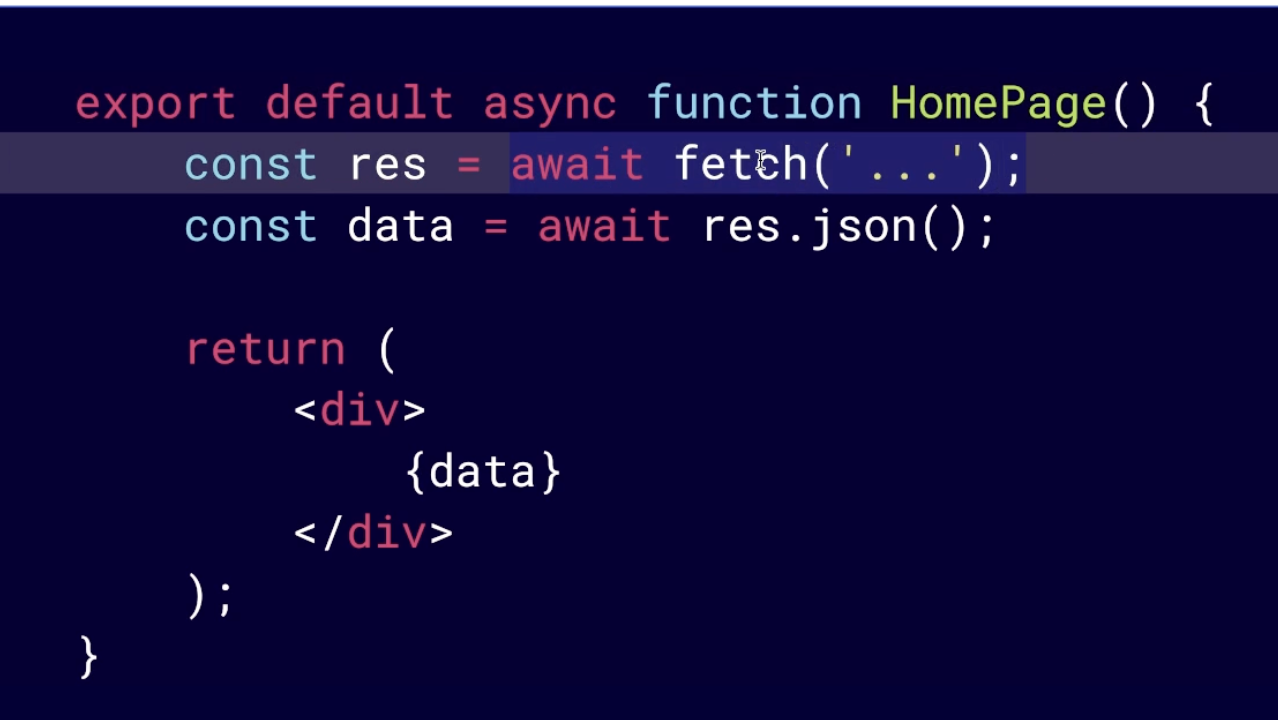 export default async function HomePage() {
const res = await fetch('...');
const data = await res.json();
return (
<div>
{data}
</div>
);
}